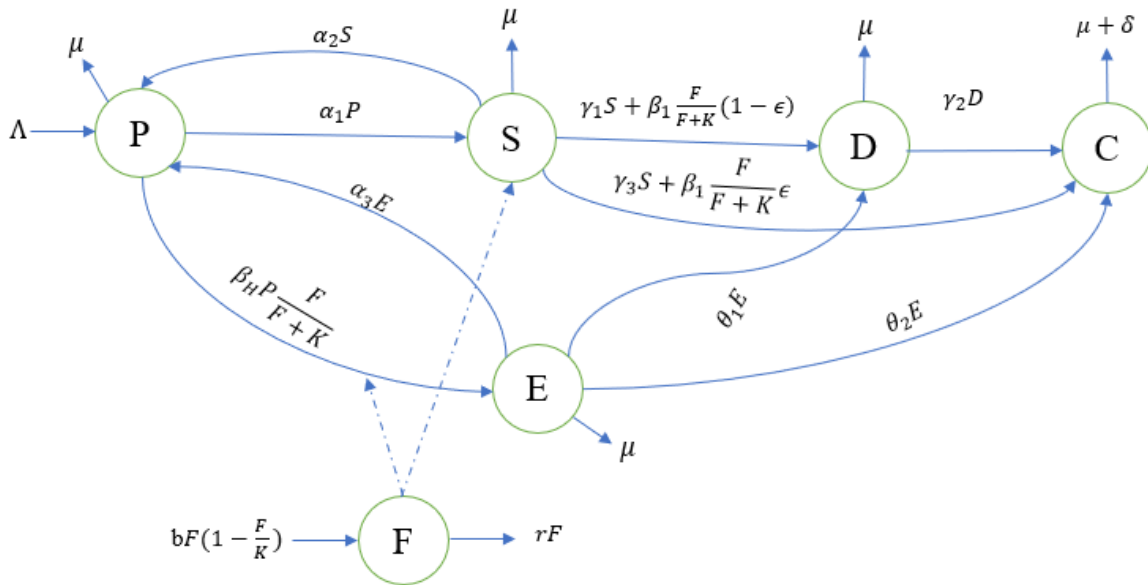 μ
α₂S
μ
μ
μ + δ
Λ
P
α₁P
S
γ₁S + β₁ F/(F+K) (1 − ϵ)
D
γ₂D
C
γ₃S + β₁ F/(F + K) ϵ
α₃E
β_H P F/(F + K)
θ₁E
θ₂E
E
μ
bF(1 − F/K)
F
rF